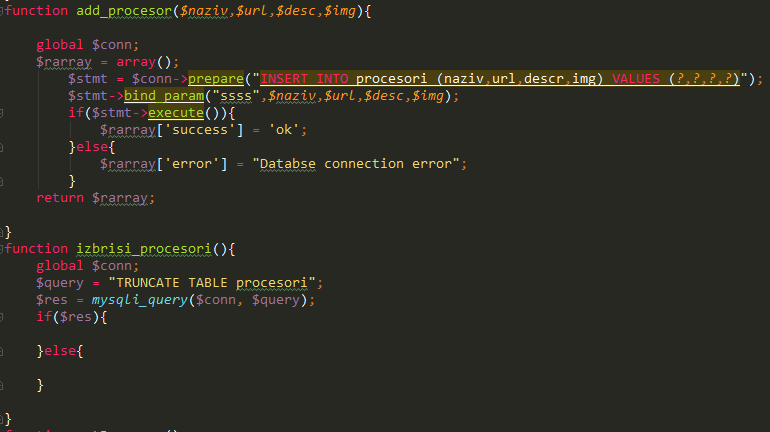 function add_procesor($naziv,$url,$desc,$img){
global $conn;
$rarray = array();
$stmt = $conn->prepare("INSERT INTO procesori (naziv,url,descr,img) VALUES (?,?,?,?)");
$stmt->bind_param("ssss",$naziv,$url,$desc,$img);
if($stmt->execute()){
$rarray['success'] = 'ok';
}else{
$rarray['error'] = "Databse connection error";
}
return $rarray;
}
function izbrisi_procesori(){
global $conn;
$query = "TRUNCATE TABLE procesori";
$res = mysqli_query($conn, $query);
if($res){
}else{
}
}